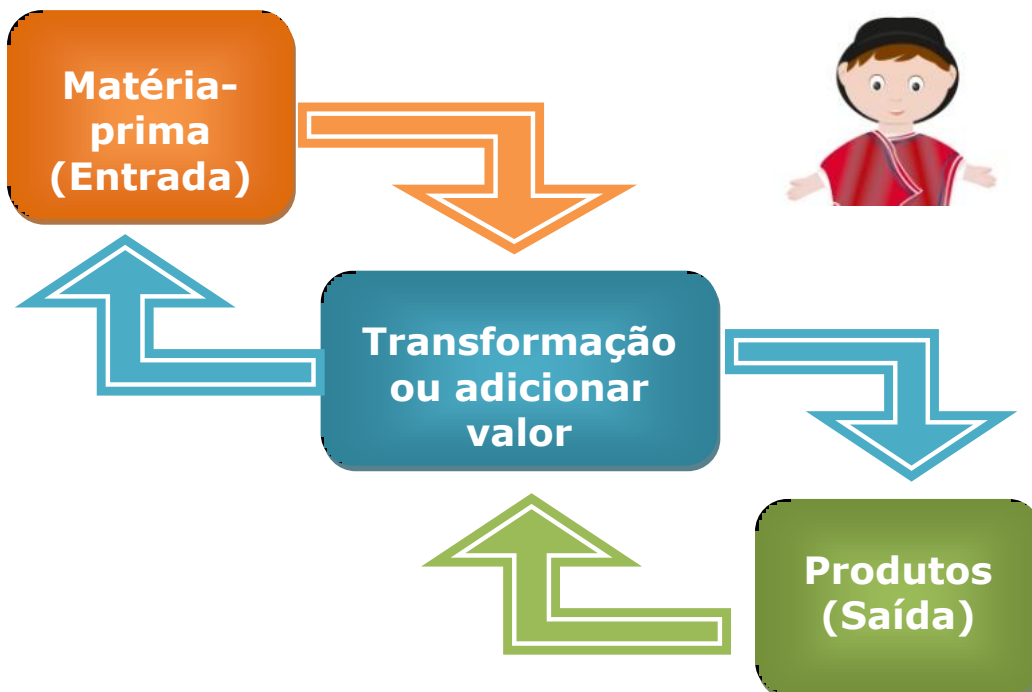 Matéria-
prima
(Entrada)
Transformação
ou adicionar
valor
Produtos
(Saída)